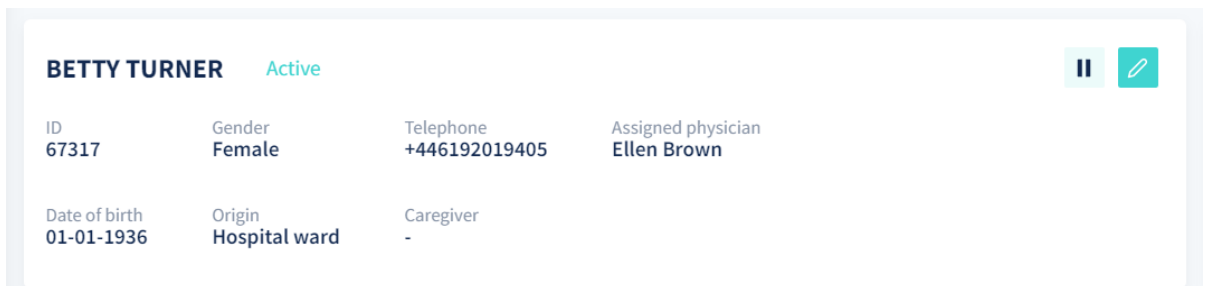 BETTY TURNER Active
ID Gender Telephone Assigned physician
67317 Female +446192019405 Ellen Brown
Date of birth Origin Caregiver
01-01-1936 Hospital ward -